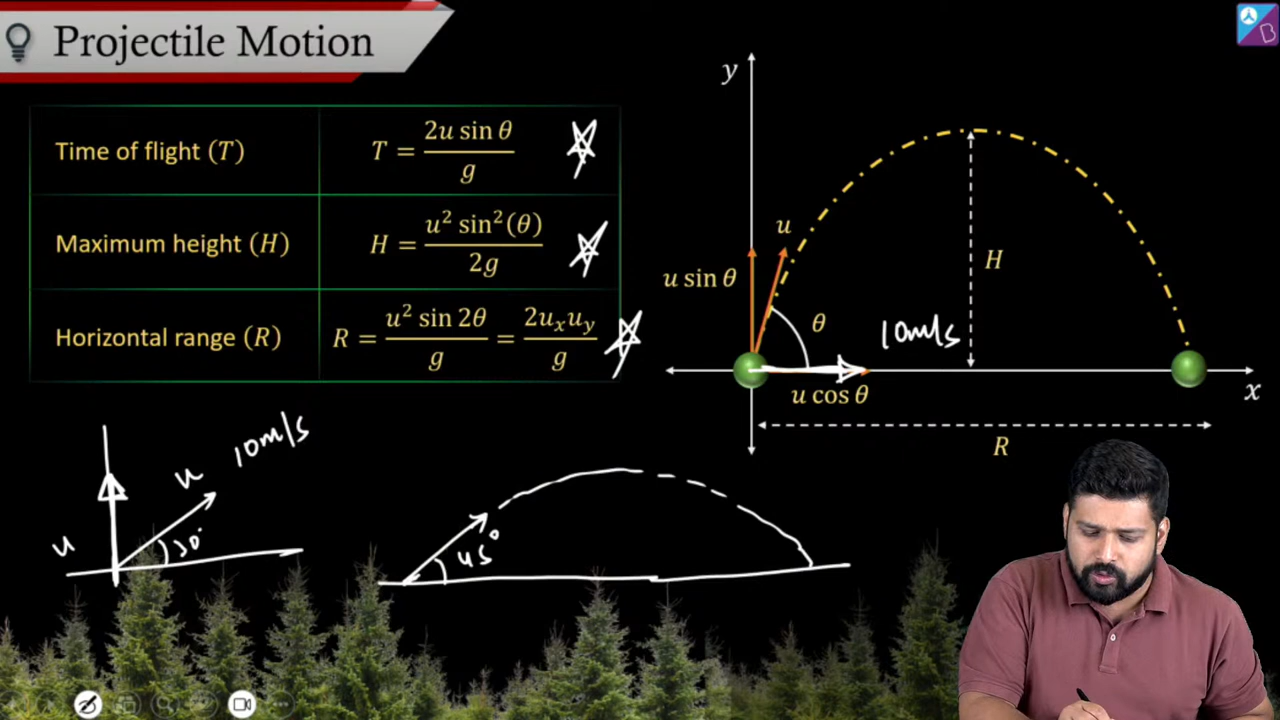 Projectile Motion
Time of flight (T)
T = 2u sin θ / g
Maximum height (H)
H = u² sin²(θ) / 2g
Horizontal range (R)
R = u² sin 2θ / g = 2uₓuᵧ / g
y
u
u sin θ
θ
H
10m/s
u cos θ
x
R
u 10m/s
u
30°
45°
B